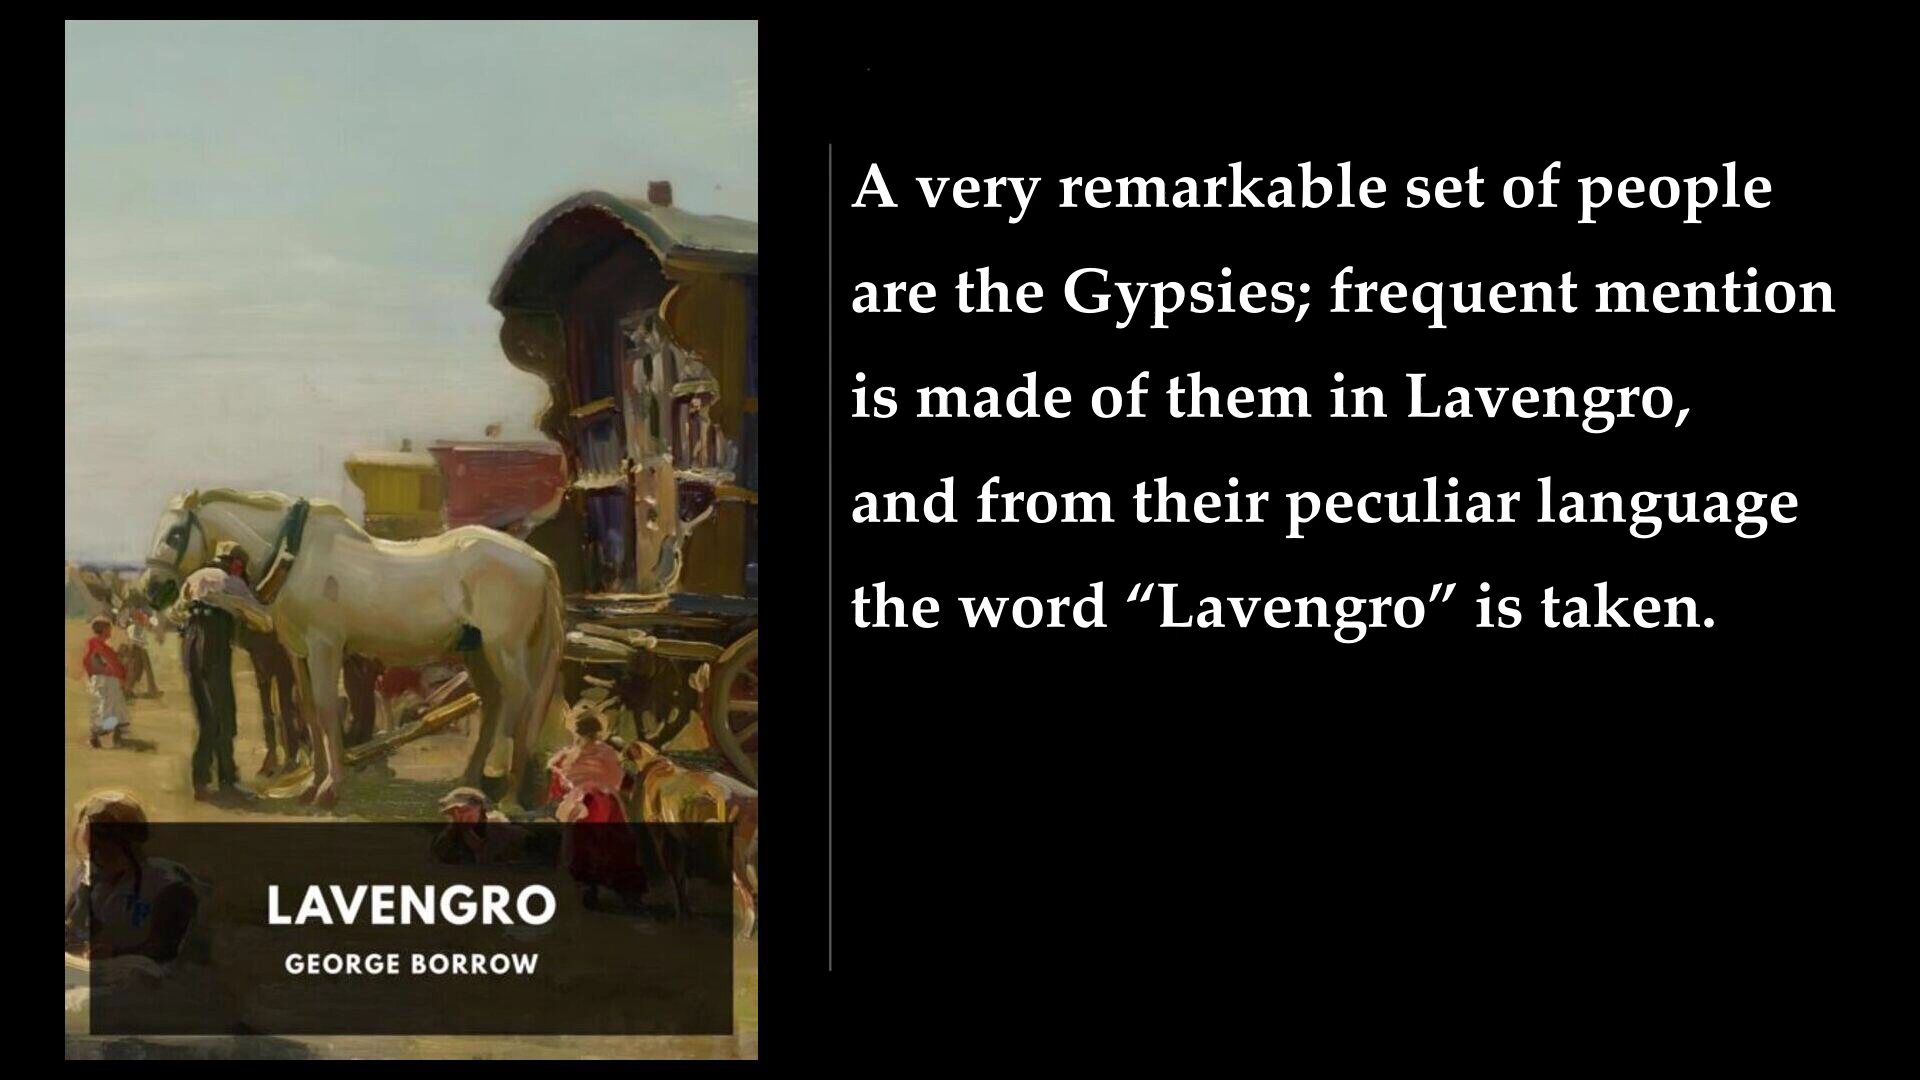 A very remarkable set of people
are the Gypsies; frequent mention
is made of them in Lavengro,
and from their peculiar language
the word “Lavengro” is taken.
LAVENGRO
GEORGE BORROW